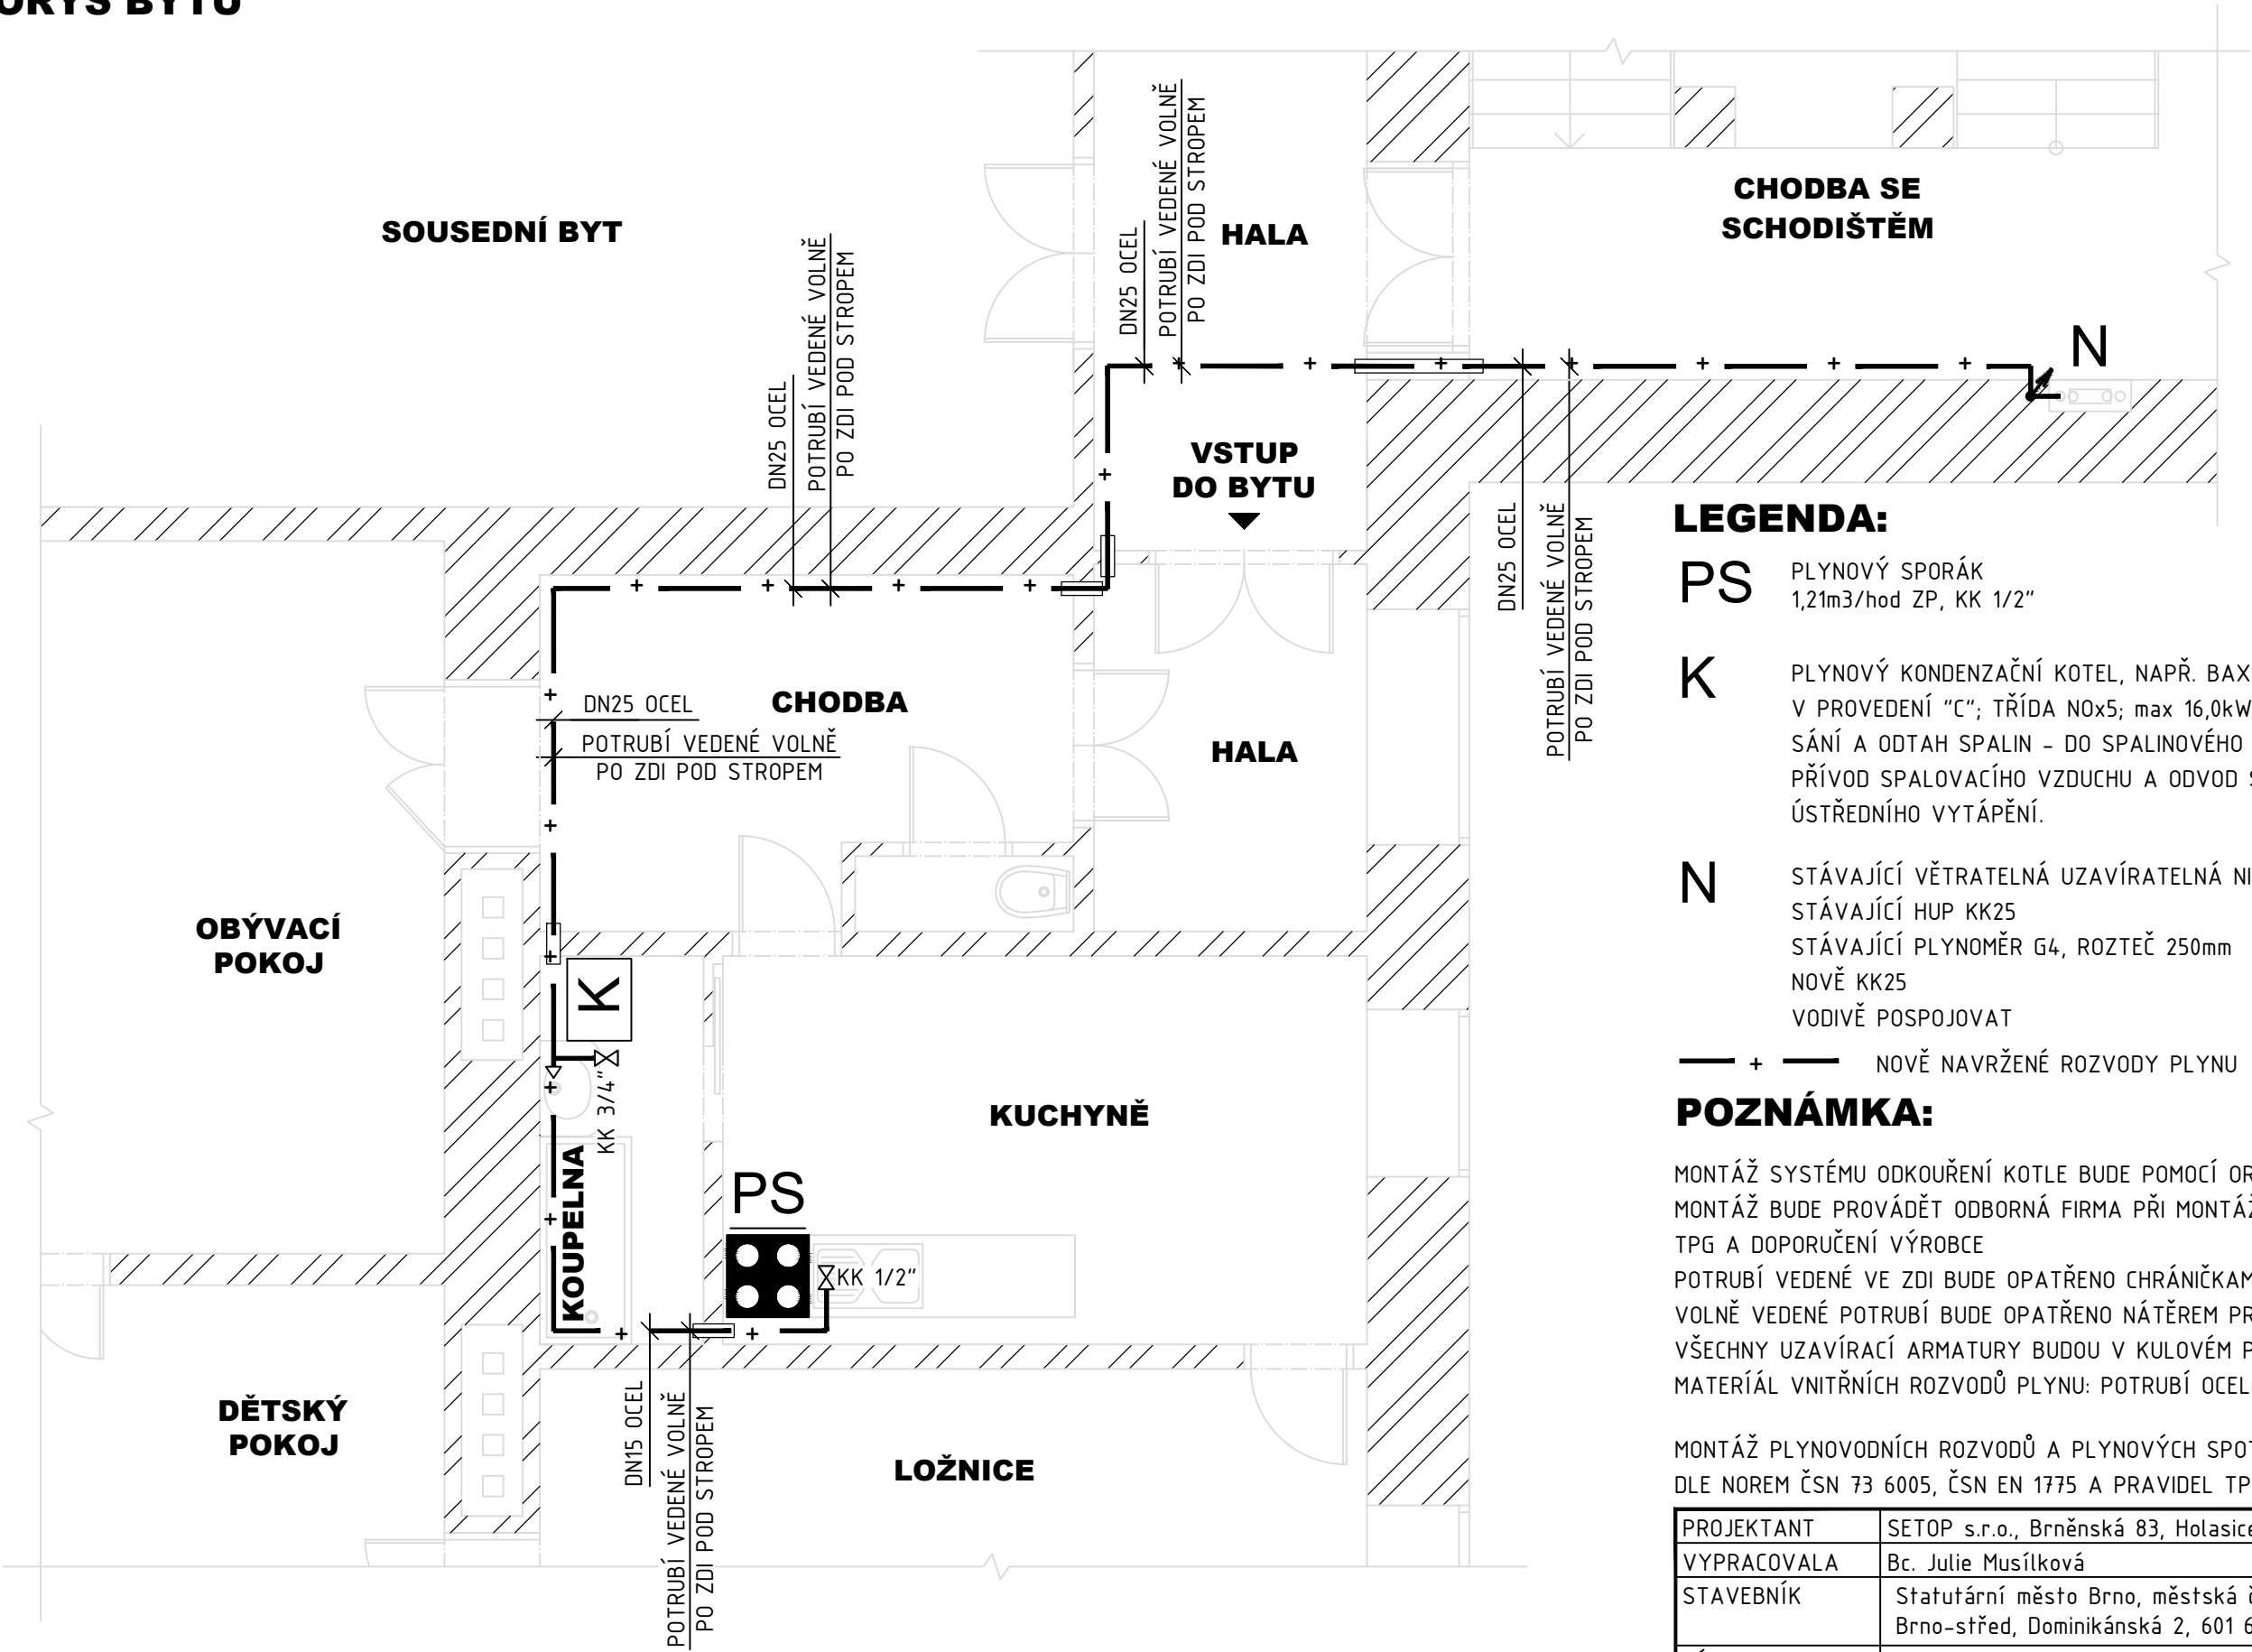 SOUSEDNÍ BYT
DN25 OCEL
POTRUBÍ VEDENÉ VOLNĚ
PO ZDI POD STROPEM
DN25 OCEL
POTRUBÍ VEDENÉ VOLNĚ
PO ZDI POD STROPEM
HALA
CHODBA SE
SCHODIŠTĚM
N
VSTUP
DO BYTU
DN25 OCEL
POTRUBÍ VEDENÉ VOLNĚ
PO ZDI POD STROPEM
CHODBA
DN25 OCEL
POTRUBÍ VEDENÉ VOLNĚ
PO ZDI POD STROPEM
HALA
OBÝVACÍ
POKOJ
K
KK 3/4"
KOUPELNA
KUCHYNĚ
PS
KK 1/2"
DĚTSKÝ
POKOJ
DN15 OCEL
POTRUBÍ VEDENÉ VOLNĚ
PO ZDI POD STROPEM
LOŽNICE
LEGENDA:
PS
PLYNOVÝ SPORÁK
1,21m3/hod ZP, KK 1/2"
K
PLYNOVÝ KONDENZAČNÍ KOTEL, NAPŘ. BAX
V PROVEDENÍ "C"; TŘÍDA NOx5; max 16,0kW
SÁNÍ A ODTAH SPALIN - DO SPALINOVÉHO
PŘÍVOD SPALOVACÍHO VZDUCHU A ODVOD
ÚSTŘEDNÍHO VYTÁPĚNÍ.
N
STÁVAJÍCÍ VĚTRATELNÁ UZAVÍRATELNÁ NI
STÁVAJÍCÍ HUP KK25
STÁVAJÍCÍ PLYNOMĚR G4, ROZTEČ 250mm
NOVĚ KK25
VODIVĚ POSPOJOVAT
NOVĚ NAVRŽENÉ ROZVODY PLYNU
POZNÁMKA:
MONTÁŽ SYSTÉMU ODKOUŘENÍ KOTLE BUDE POMOCÍ OR
MONTÁŽ BUDE PROVÁDĚT ODBORNÁ FIRMA PŘI MONTÁŽ
TPG A DOPORUČENÍ VÝROBCE
POTRUBÍ VEDENÉ VE ZDI BUDE OPATŘENO CHRÁNIČKAM
VOLNĚ VEDENÉ POTRUBÍ BUDE OPATŘENO NÁTĚREM PR
VŠECHNY UZAVÍRACÍ ARMATURY BUDOU V KULOVÉM P
MATERÍÁL VNITŘNÍCH ROZVODŮ PLYNU: POTRUBÍ OCEL
MONTÁŽ PLYNOVODNÍCH ROZVODŮ A PLYNOVÝCH SPOT
DLE NOREM ČSN 73 6005, ČSN EN 1775 A PRAVIDEL TP
PROJEKTANT SETOP s.r.o., Brněnská 83, Holasice
VYPRACOVALA Bc. Julie Musílková
STAVEBNÍK Statutární město Brno, městská č
Brno-střed, Dominikánská 2, 601 6